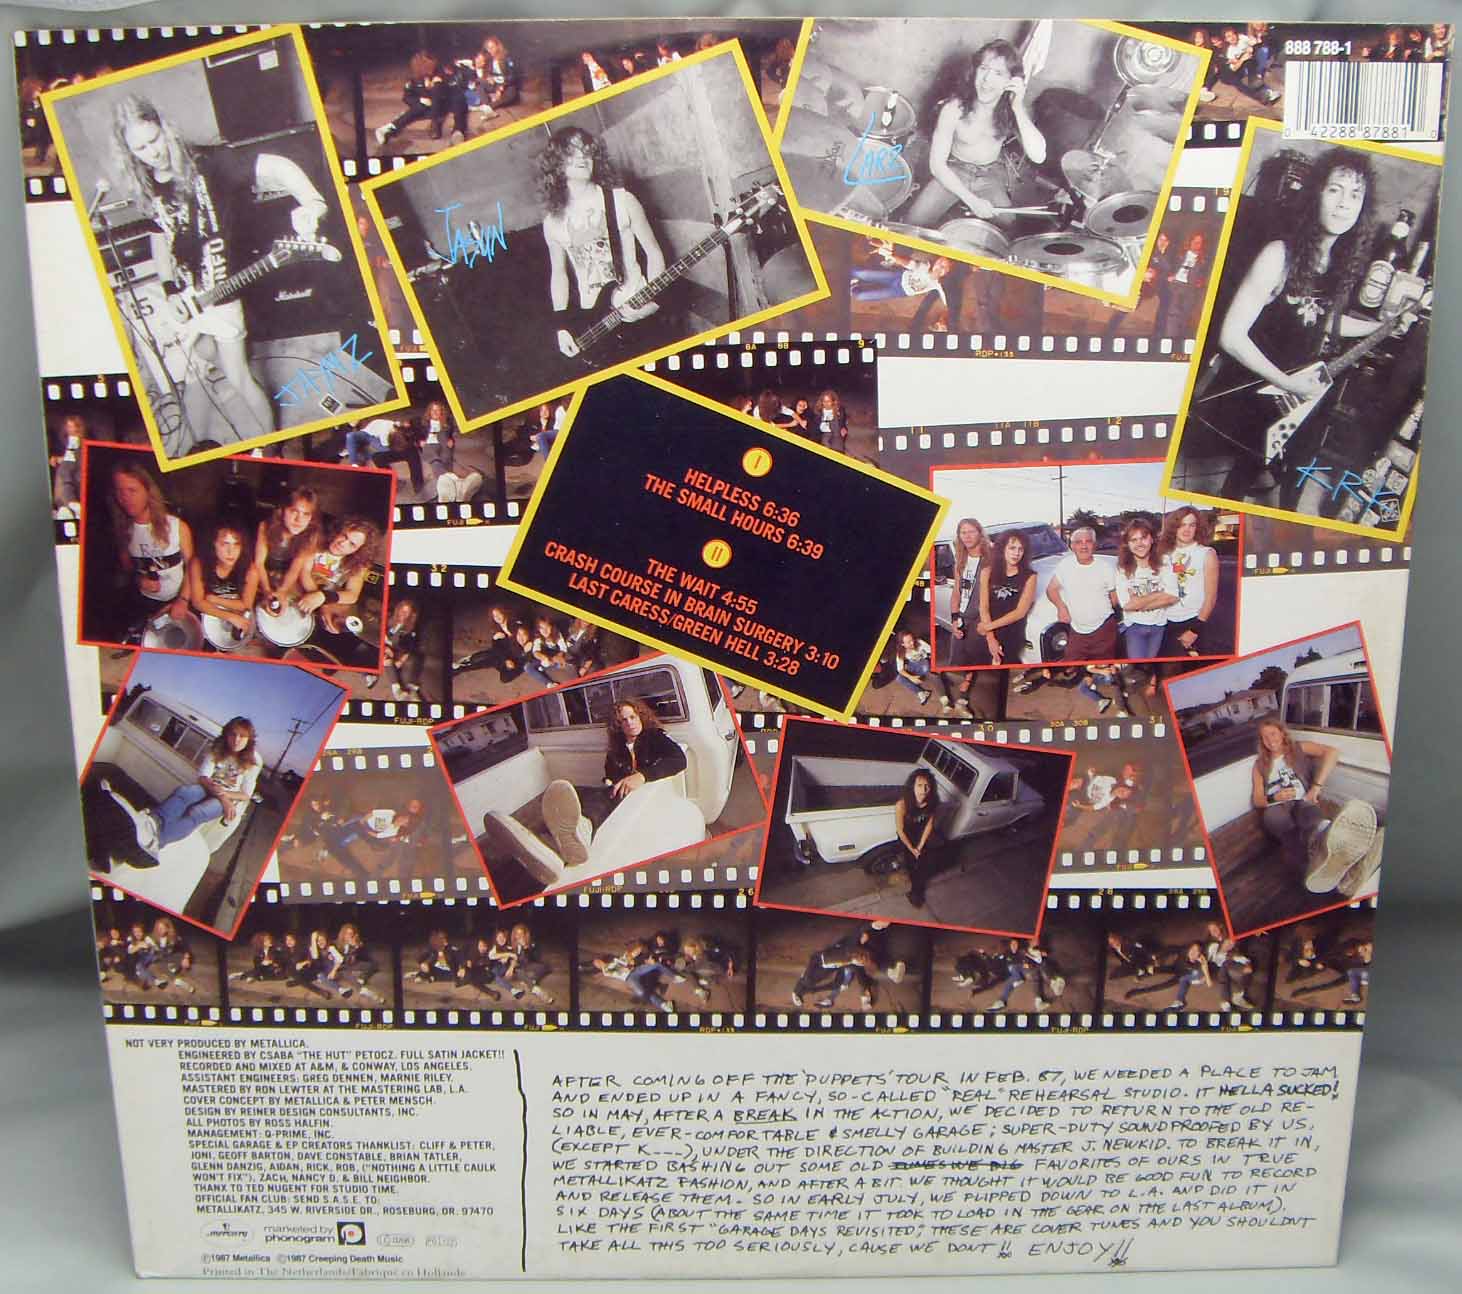 888 788-1
0 42288 87881 0
LARZ
JASUN
JAMZ
KRK
Marshall
I
HELPLESS 6:36
THE SMALL HOURS 6:39
II
THE WAIT 4:55
CRASH COURSE IN BRAIN SURGERY 3:10
LAST CARESS/GREEN HELL 3:28
NOT VERY PRODUCED BY METALLICA.
ENGINEERED BY CSABA "THE HUT" PETOCZ. FULL SATIN JACKET!!
RECORDED AND MIXED AT A&M, & CONWAY, LOS ANGELES.
ASSISTANT ENGINEERS: GREG DENNEN, MARNIE RILEY.
MASTERED BY RON LEWTER AT THE MASTERING LAB, L.A.
COVER CONCEPT BY METALLICA & PETER MENSCH.
DESIGN BY REINER DESIGN CONSULTANTS, INC.
ALL PHOTOS BY ROSS HALFIN.
MANAGEMENT: Q-PRIME, INC.
SPECIAL GARAGE & EP CREATORS THANKLIST: CLIFF & PETER,
JONI, GEOFF BARTON, DAVE CONSTABLE, BRIAN TATLER,
GLENN DANZIG, AIDAN, RICK, ROB, ("NOTHING A LITTLE CAULK
WON'T FIX"), ZACH, NANCY D. & BILL NEIGHBOR.
THANX TO TED NUGENT FOR STUDIO TIME.
OFFICIAL FAN CLUB: SEND S.A.S.E. TO:
METALLIKATZ, 345 W. RIVERSIDE DR., ROSEBURG, OR. 97470
mercury
marketed by
phonogram
℗1987 Metallica ©1987 Creeping Death Music
Printed in The Netherlands/Fabriqué en Hollande
AFTER COMING OFF THE 'PUPPETS' TOUR IN FEB. 87, WE NEEDED A PLACE TO JAM
AND ENDED UP IN A FANCY, SO-CALLED "REAL" REHEARSAL STUDIO. IT HELLA SUCKED!
SO IN MAY, AFTER A BREAK IN THE ACTION, WE DECIDED TO RETURN TO THE OLD RE-
LIABLE, EVER-COMFORTABLE & SMELLY GARAGE; SUPER-DUTY SOUNDPROOFED BY US,
(EXCEPT K---), UNDER THE DIRECTION OF BUILDING MASTER J. NEWKID. TO BREAK IT IN,
WE STARTED BASHING OUT SOME OLD TUNES WE DIG FAVORITES OF OURS IN TRUE
METALLIKATZ FASHION, AND AFTER A BIT WE THOUGHT IT WOULD BE GOOD FUN TO RECORD
AND RELEASE THEM. SO IN EARLY JULY, WE FLIPPED DOWN TO L.A. AND DID IT IN
SIX DAYS (ABOUT THE SAME TIME IT TOOK TO LOAD IN THE GEAR ON THE LAST ALBUM).
LIKE THE FIRST "GARAGE DAYS REVISITED," THESE ARE COVER TUNES AND YOU SHOULDNT
TAKE ALL THIS TOO SERIOUSLY, CAUSE WE DONT!! ENJOY!!